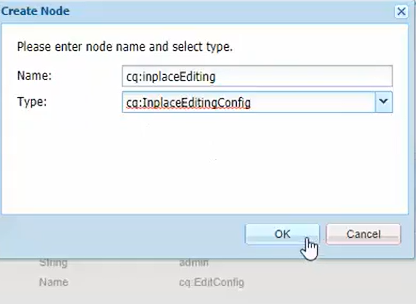 Create Node
Please enter node name and select type.
Name: cq:inplaceEditing
Type: cq:InplaceEditingConfig
OK Cancel
String admin
Name cq:EditConfig